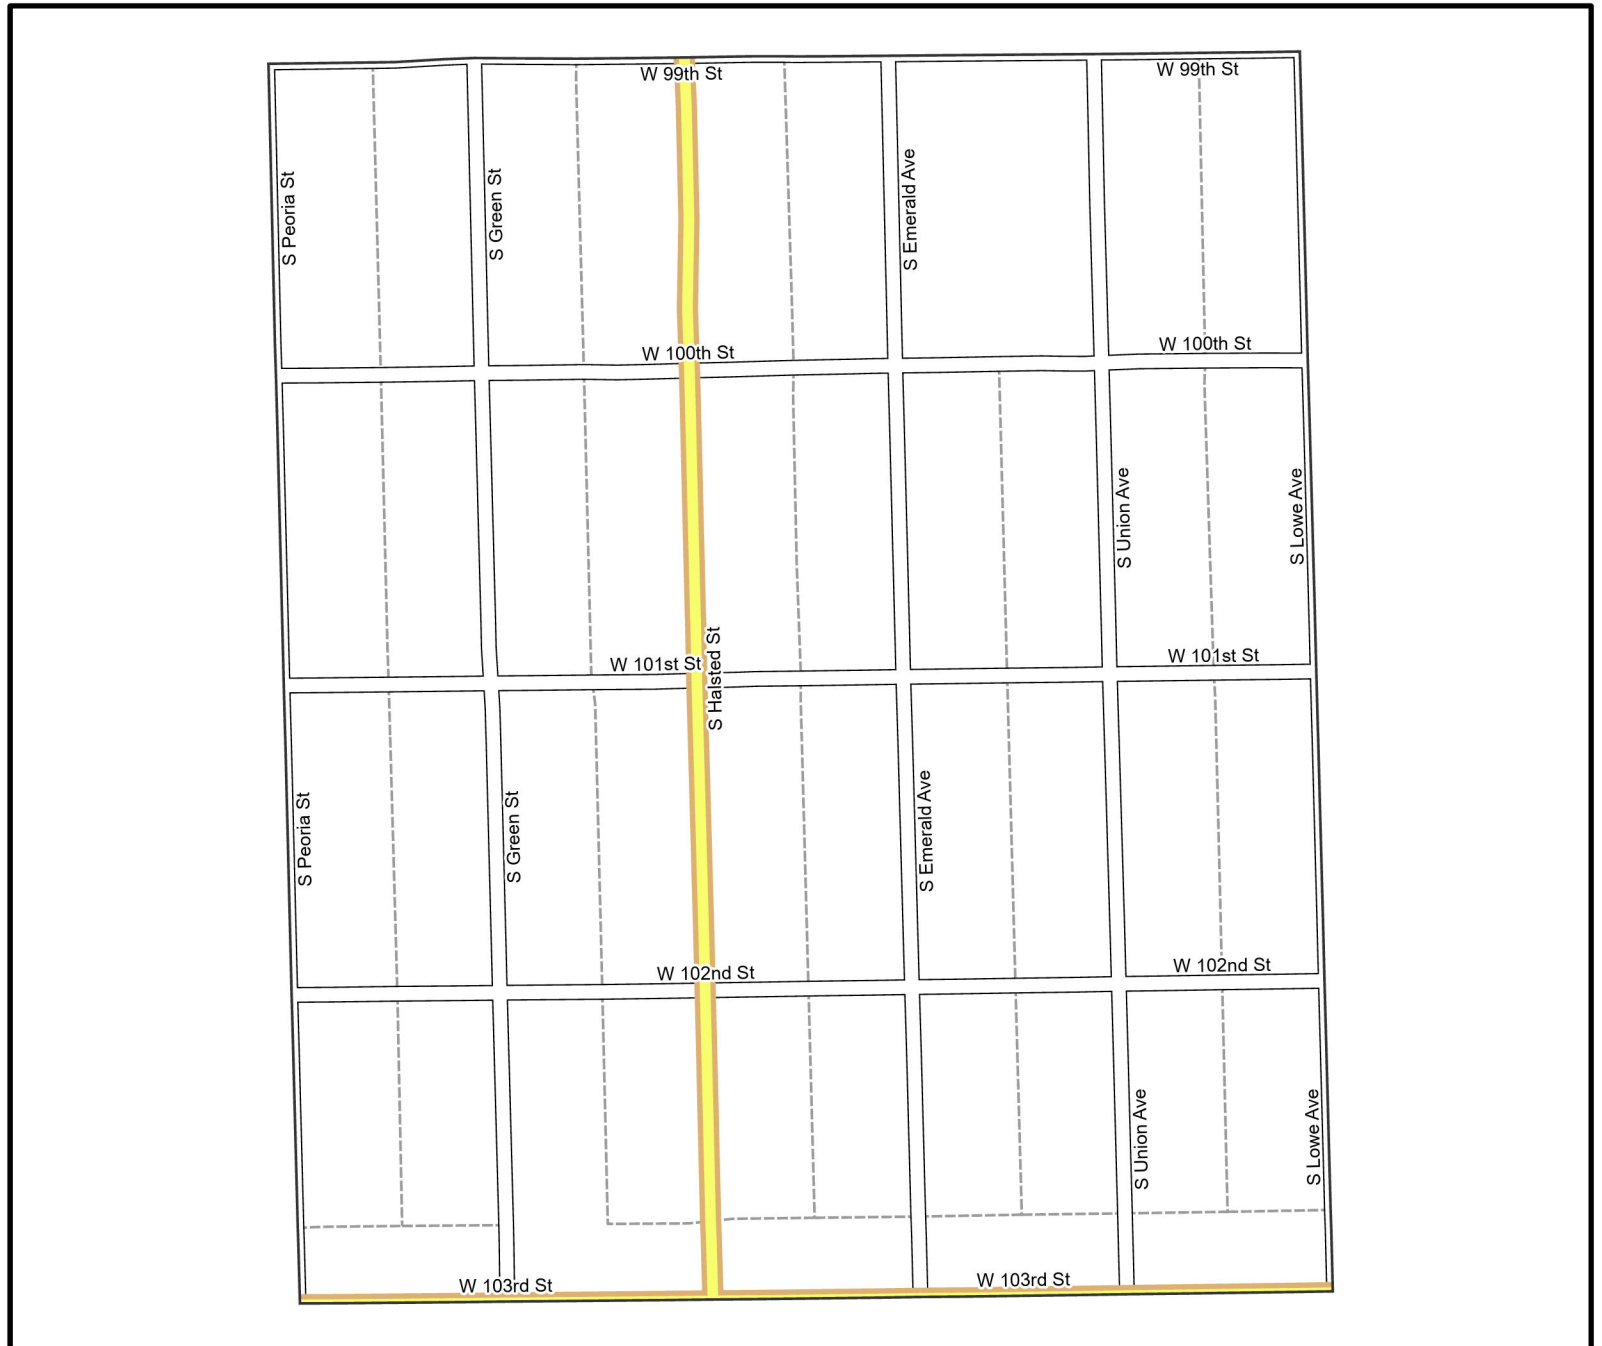 W 99th St
W 99th St
S Peoria St
S Green St
S Emerald Ave
W 100th St
W 100th St
S Union Ave
S Lowe Ave
W 101st St
S Halsted St
W 101st St
S Peoria St
S Green St
S Emerald Ave
W 102nd St
W 102nd St
S Union Ave
S Lowe Ave
W 103rd St
W 103rd St